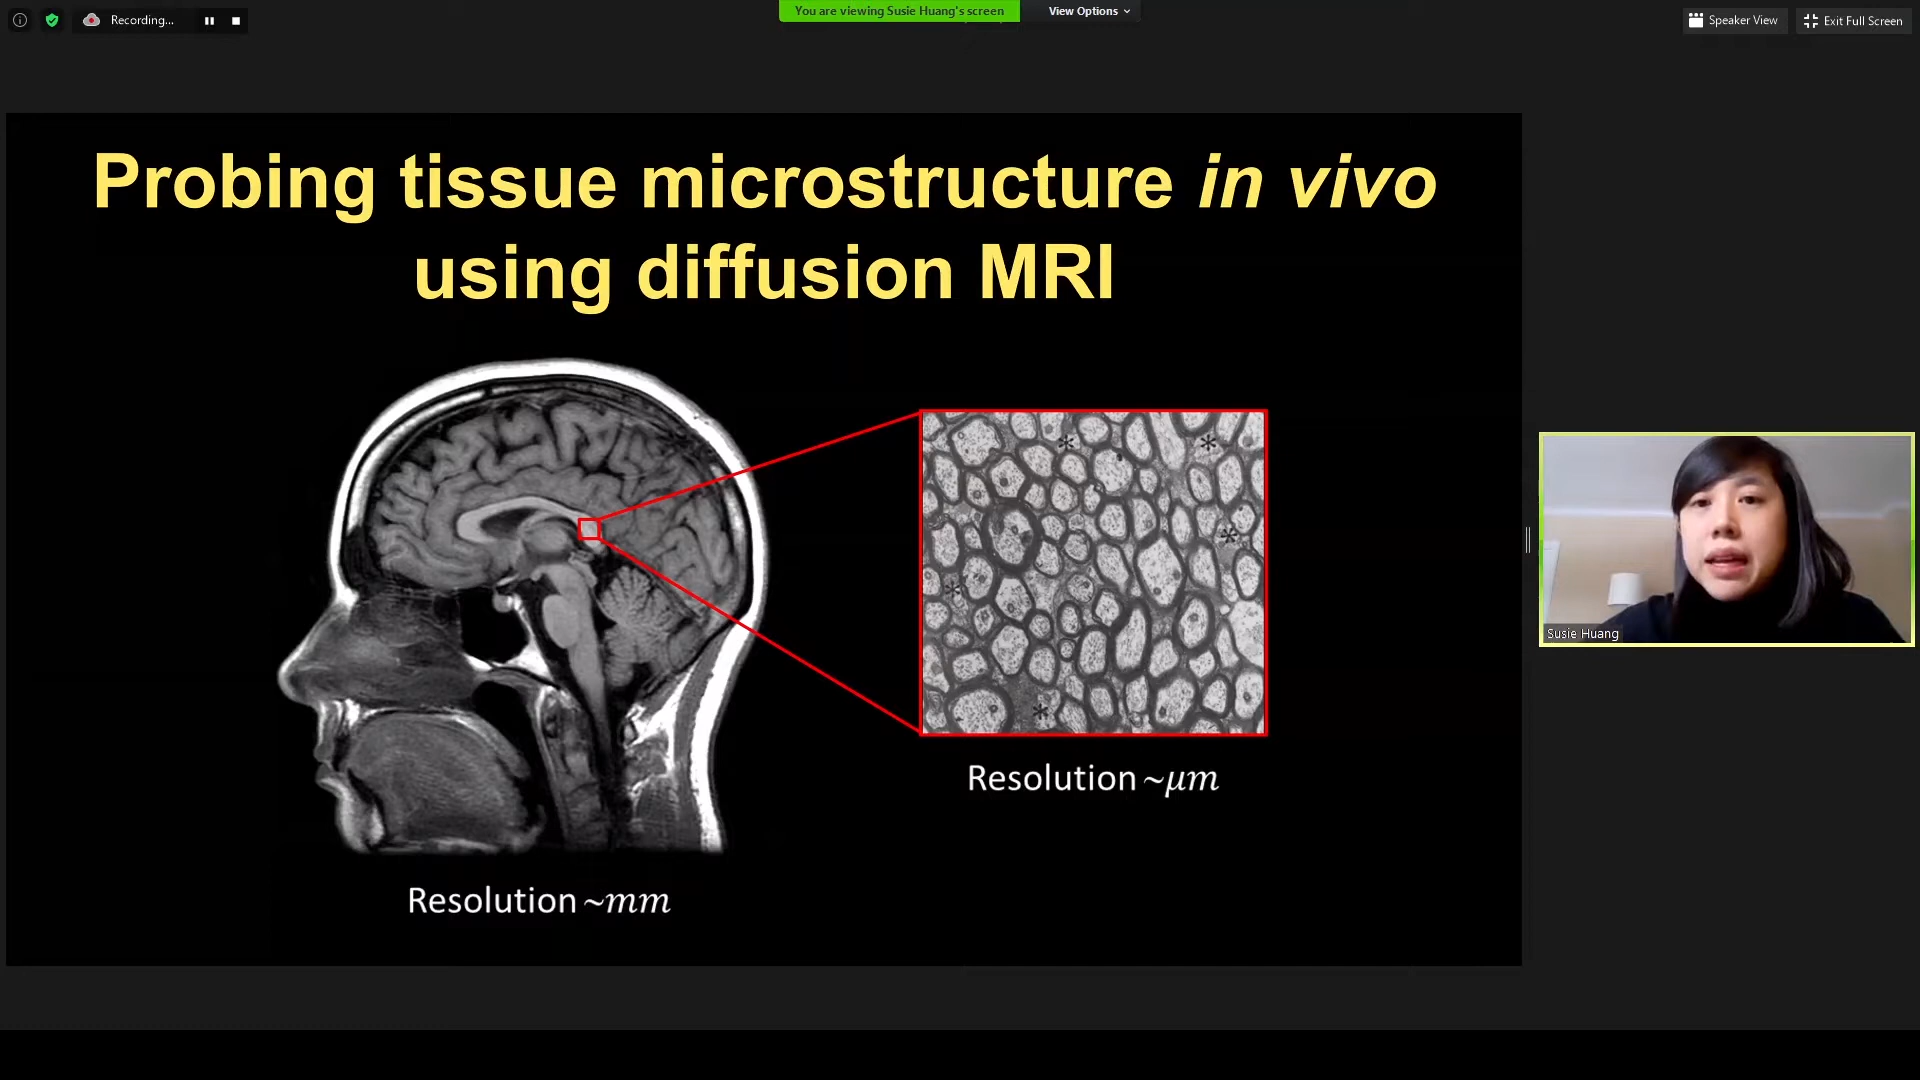 Recording...
You are viewing Susie Huang's screen
View Options
Speaker View
Exit Full Screen
Probing tissue microstructure in vivo
using diffusion MRI
Resolution ~μm
Resolution ~mm
Susie Huang